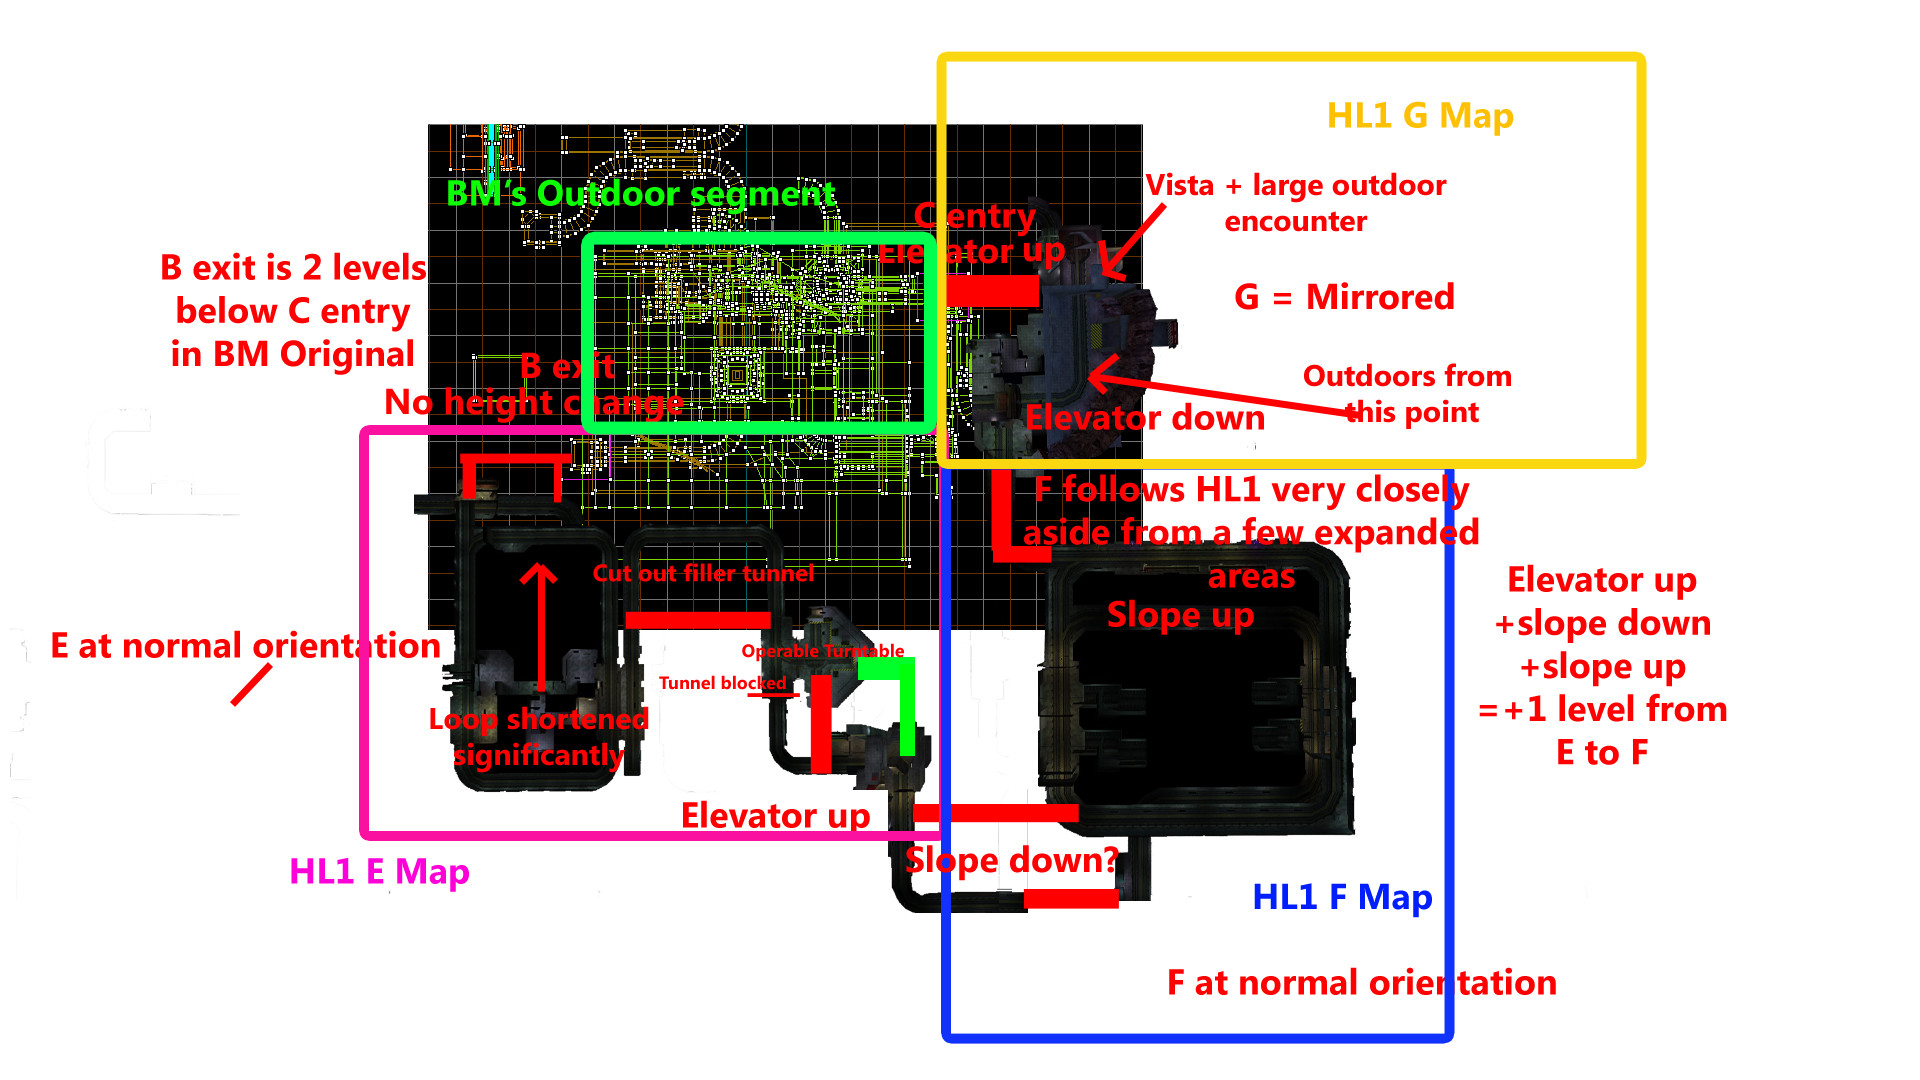 HL1 G Map
BM's Outdoor segment
Vista + large outdoor
encounter
C entry
Elevator up
B exit is 2 levels
below C entry
in BM Original
G = Mirrored
B exit
No height change
Outdoors from
this point
Elevator down
F follows HL1 very closely
aside from a few expanded
areas
Slope up
Cut out filler tunnel
Elevator up
+slope down
+slope up
=+1 level from
E to F
E at normal orientation
Operable Turntable
Tunnel blocked
Loop shortened
significantly
Elevator up
Slope down?
HL1 E Map
HL1 F Map
F at normal orientation